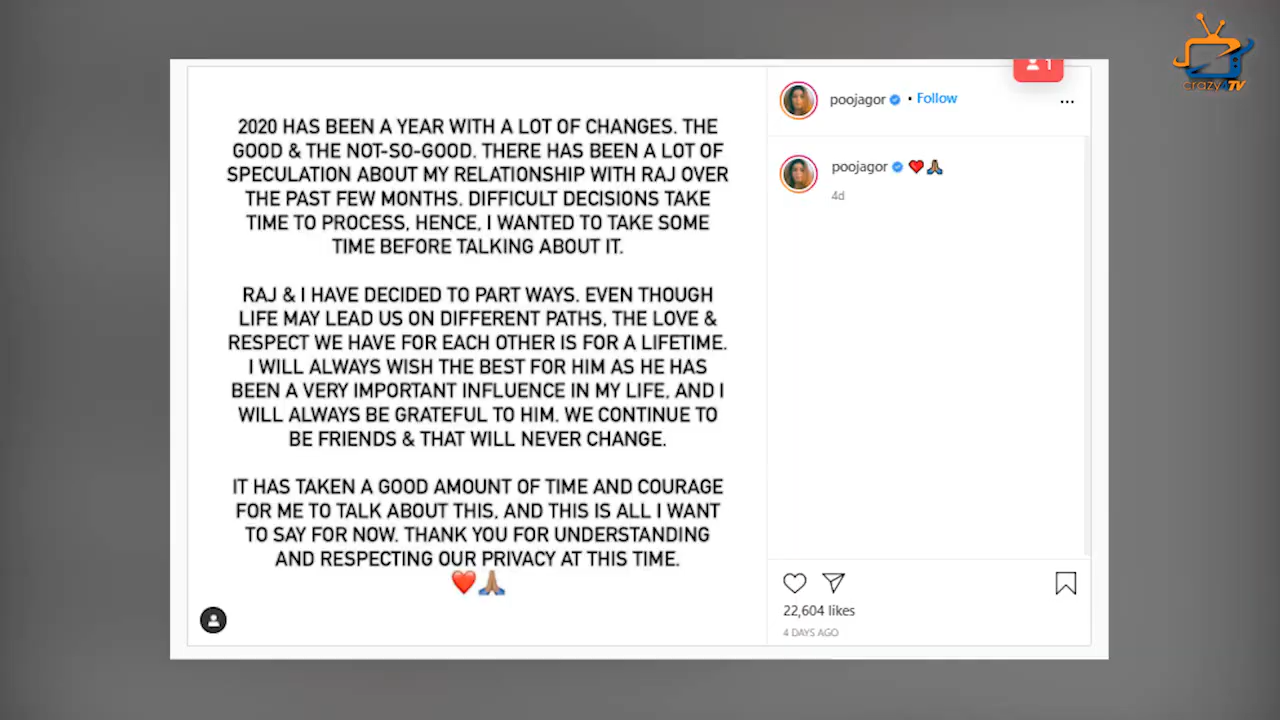 crazy4TV
1
2020 HAS BEEN A YEAR WITH A LOT OF CHANGES. THE
GOOD & THE NOT-SO-GOOD. THERE HAS BEEN A LOT OF
SPECULATION ABOUT MY RELATIONSHIP WITH RAJ OVER
THE PAST FEW MONTHS. DIFFICULT DECISIONS TAKE
TIME TO PROCESS, HENCE, I WANTED TO TAKE SOME
TIME BEFORE TALKING ABOUT IT.
RAJ & I HAVE DECIDED TO PART WAYS. EVEN THOUGH
LIFE MAY LEAD US ON DIFFERENT PATHS, THE LOVE &
RESPECT WE HAVE FOR EACH OTHER IS FOR A LIFETIME.
I WILL ALWAYS WISH THE BEST FOR HIM AS HE HAS
BEEN A VERY IMPORTANT INFLUENCE IN MY LIFE, AND I
WILL ALWAYS BE GRATEFUL TO HIM. WE CONTINUE TO
BE FRIENDS & THAT WILL NEVER CHANGE.
IT HAS TAKEN A GOOD AMOUNT OF TIME AND COURAGE
FOR ME TO TALK ABOUT THIS, AND THIS IS ALL I WANT
TO SAY FOR NOW. THANK YOU FOR UNDERSTANDING
AND RESPECTING OUR PRIVACY AT THIS TIME.
❤️🙏🏽
poojagor • Follow
poojagor ❤️🙏🏽
4d
22,604 likes
4 DAYS AGO